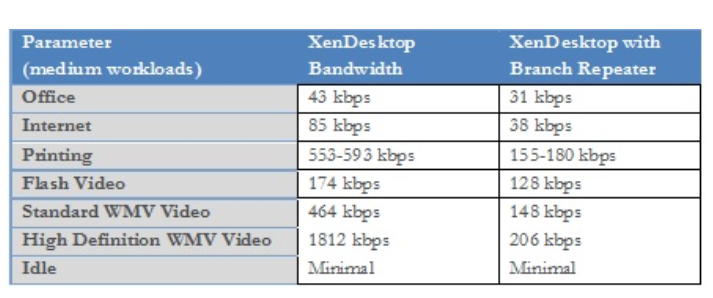 Parameter (medium workloads) XenDesktop Bandwidth XenDesktop with Branch Repeater
Office 43 kbps 31 kbps
Internet 85 kbps 38 kbps
Printing 553-593 kbps 155-180 kbps
Flash Video 174 kbps 128 kbps
Standard WMV Video 464 kbps 148 kbps
High Definition WMV Video 1812 kbps 206 kbps
Idle Minimal Minimal